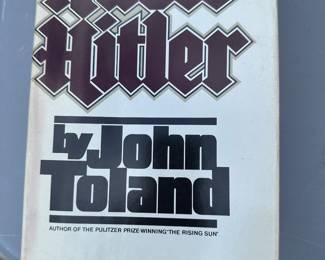 Hitler
by John
Toland
AUTHOR OF THE PULITZER PRIZE-WINNING "THE RISING SUN"